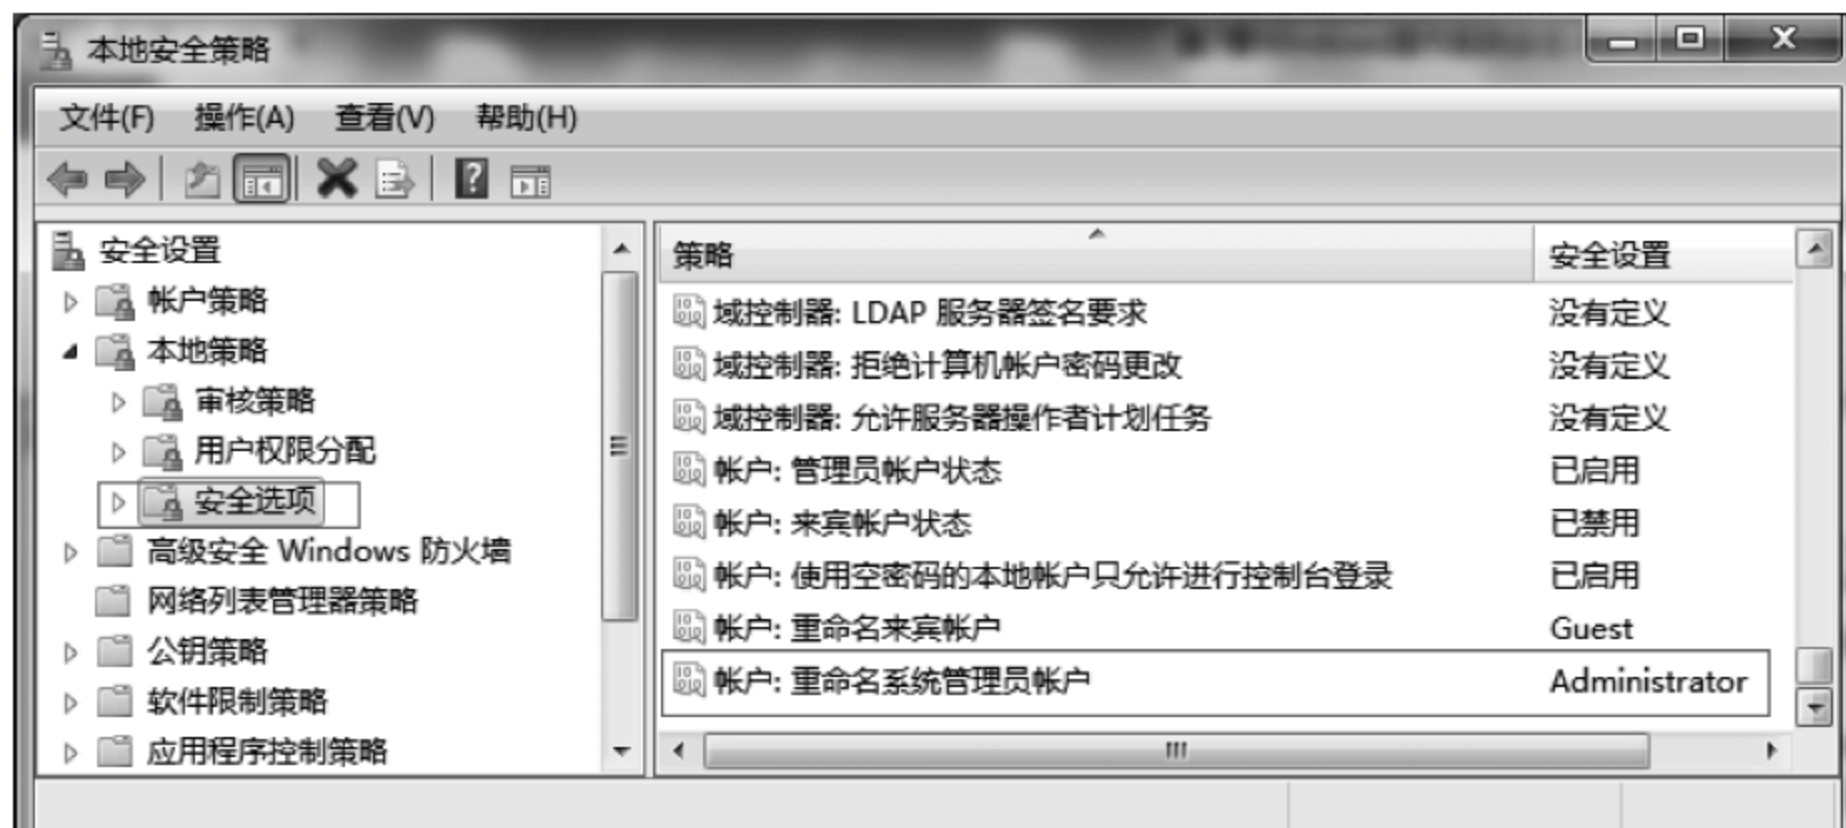 本地安全策略
文件(F) 操作(A) 查看(V) 帮助(H)
安全设置
帐户策略
本地策略
审核策略
用户权限分配
安全选项
高级安全 Windows 防火墙
网络列表管理器策略
公钥策略
软件限制策略
应用程序控制策略
策略 安全设置
域控制器: LDAP 服务器签名要求 没有定义
域控制器: 拒绝计算机帐户密码更改 没有定义
域控制器: 允许服务器操作者计划任务 没有定义
帐户: 管理员帐户状态 已启用
帐户: 来宾帐户状态 已禁用
帐户: 使用空密码的本地帐户只允许进行控制台登录 已启用
帐户: 重命名来宾帐户 Guest
帐户: 重命名系统管理员帐户 Administrator